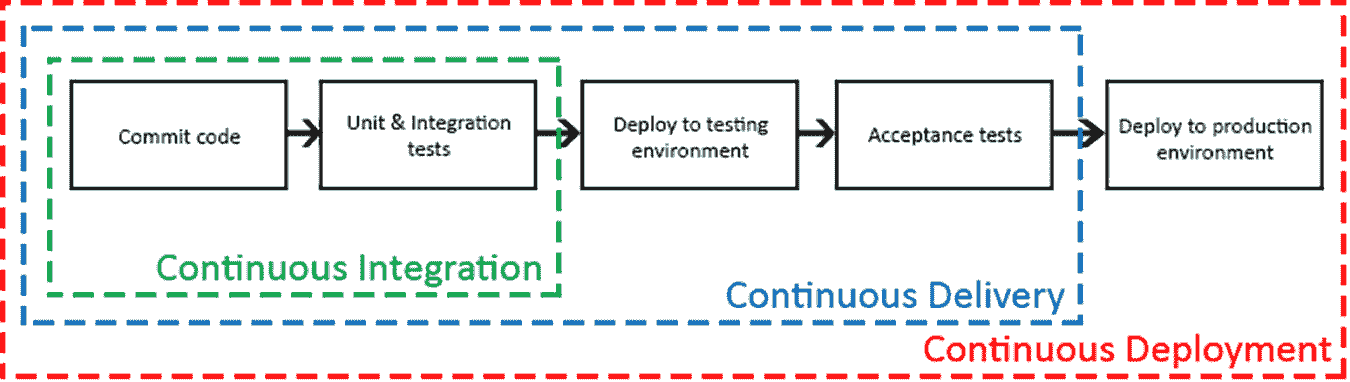 Commit code
Unit & Integration
tests
Deploy to testing
environment
Acceptance tests
Deploy to production
environment
Continuous Integration
Continuous Delivery
Continuous Deployment